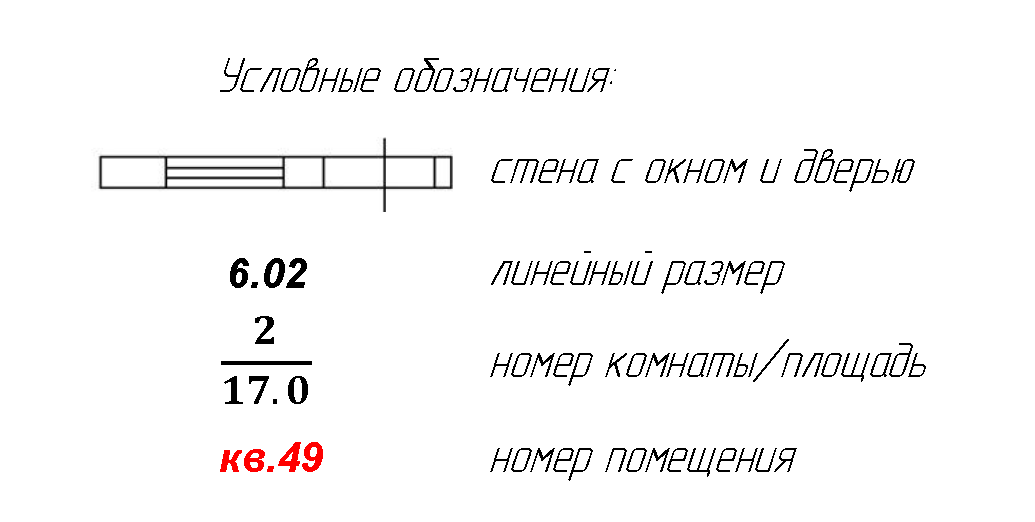 Условные обозначения:
стена с окном и дверью
6.02 линейный размер
2
17.0 номер комнаты/площадь
кв.49 номер помещения